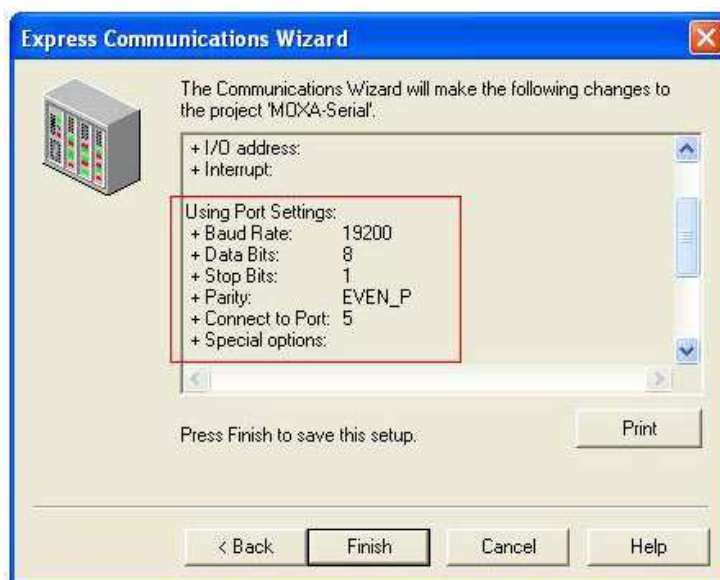 Express Communications Wizard
The Communications Wizard will make the following changes to
the project 'MOXA-Serial'.
+ I/O address:
+ Interrupt:
Using Port Settings:
+ Baud Rate: 19200
+ Data Bits: 8
+ Stop Bits: 1
+ Parity: EVEN_P
+ Connect to Port: 5
+ Special options:
Press Finish to save this setup.
Print
< Back Finish Cancel Help